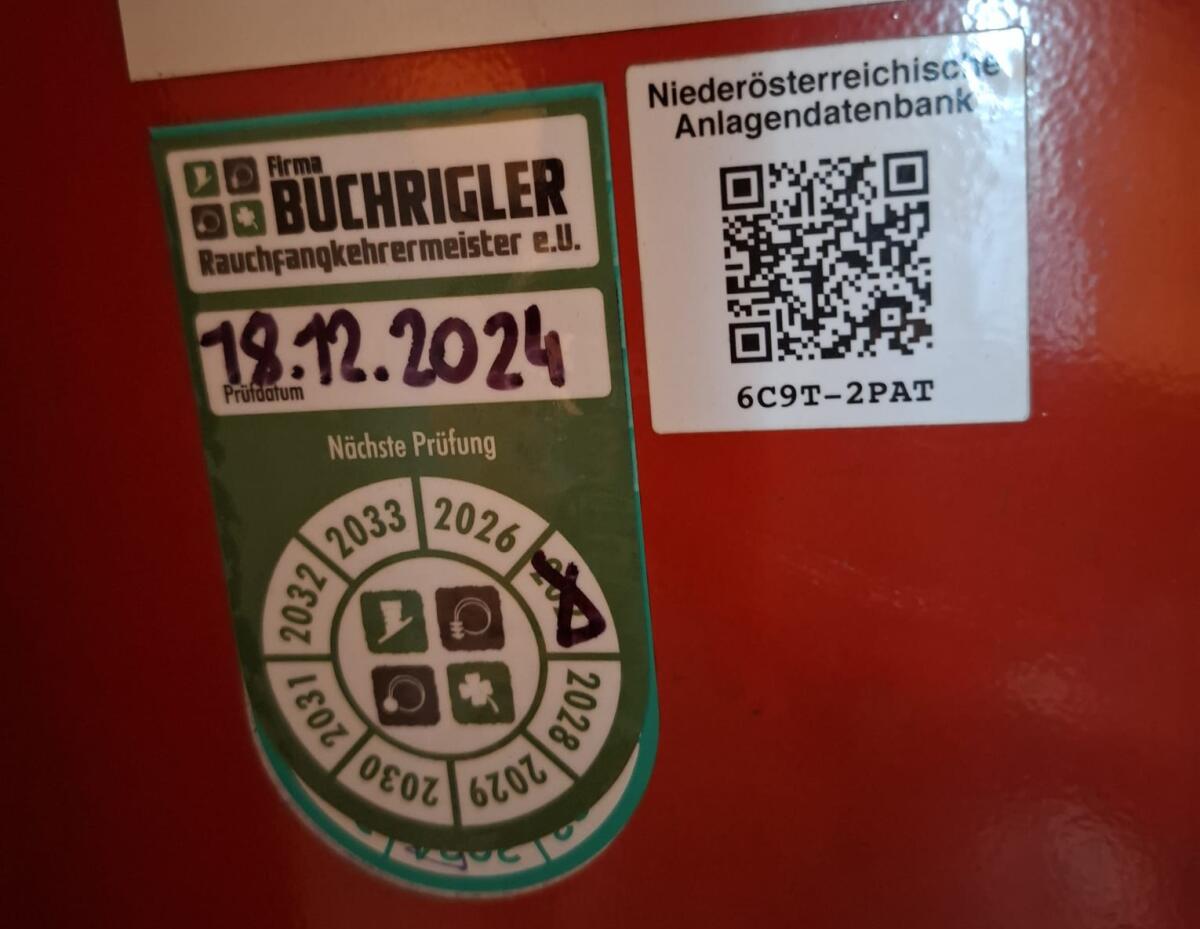 Firma
BUCHRIGLER
Rauchfangkehrermeister e.U.
18.12.2024
Prüfdatum
Nächste Prüfung
2026
2028
2029
2030
2031
2032
2033
Niederösterreichische
Anlagendatenbank
6C9T-2PAT